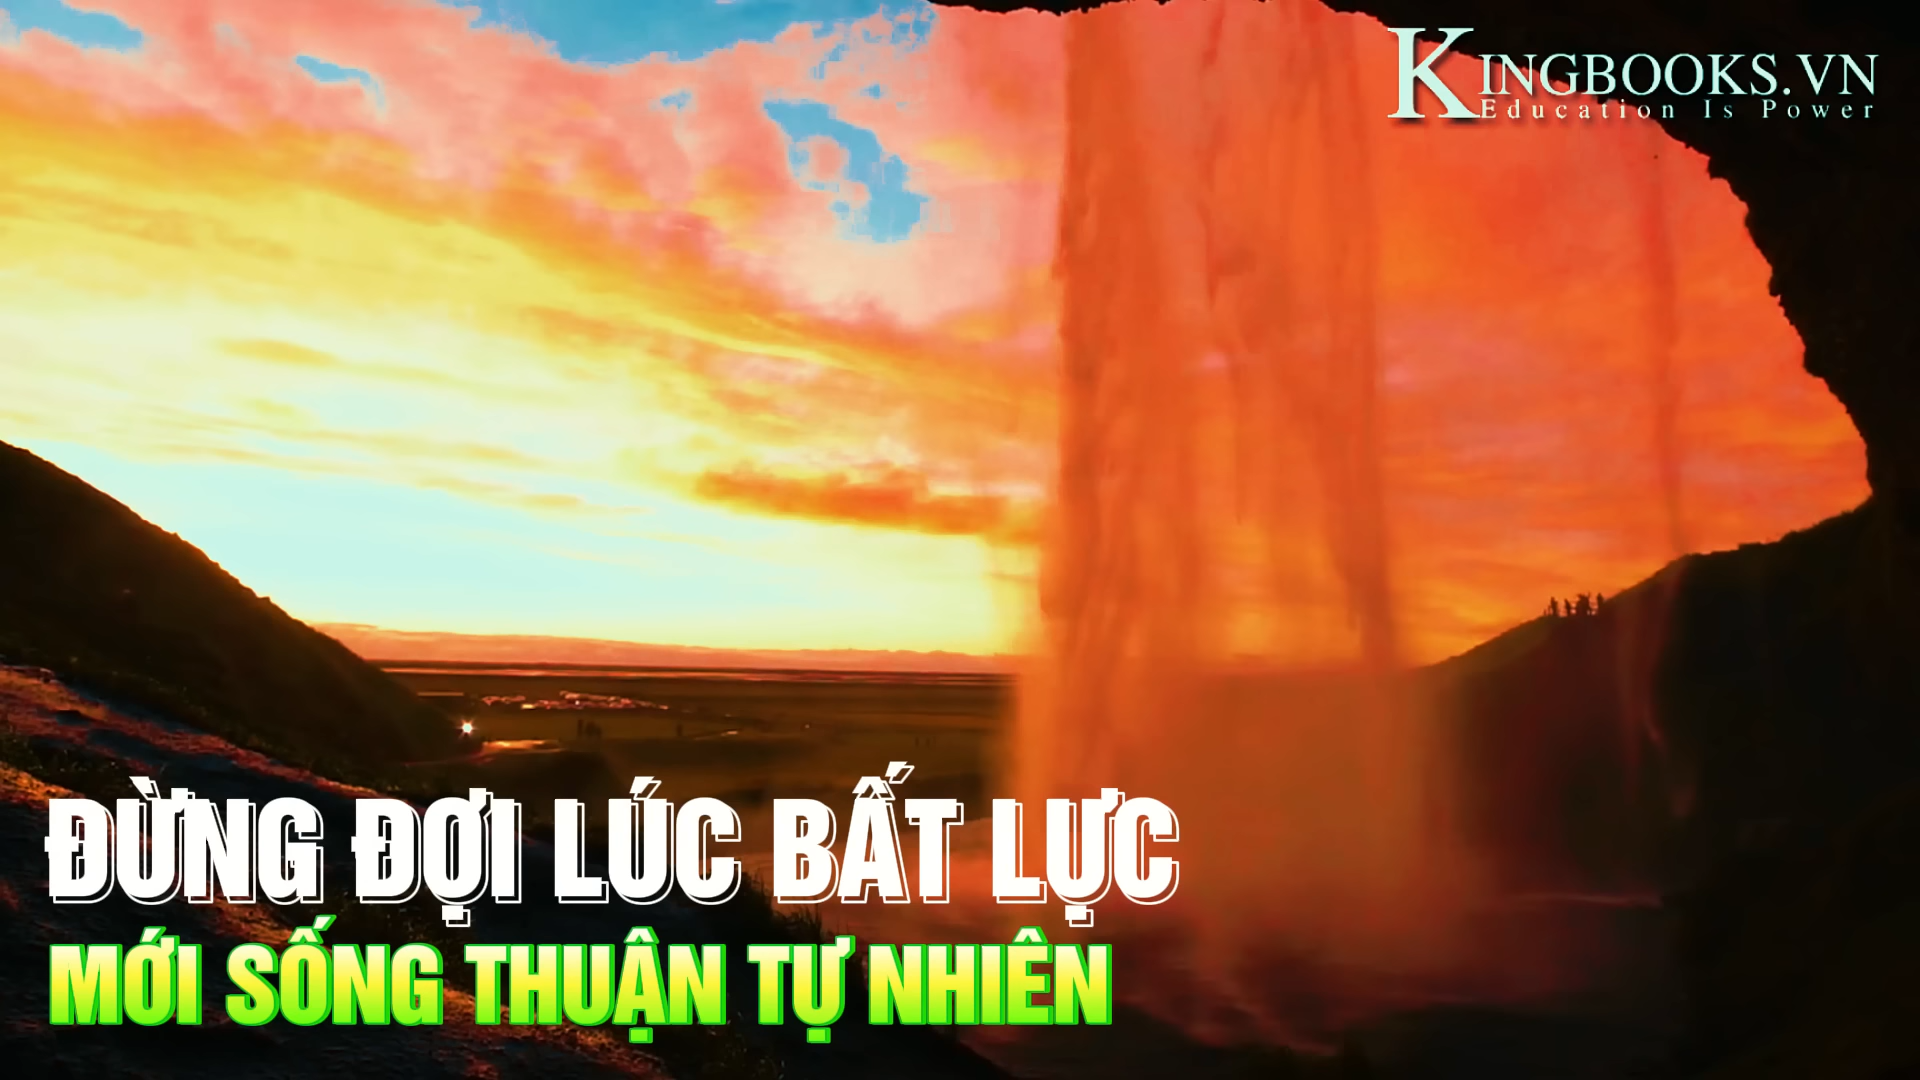 KINGBOOKS.VN
Education Is Power
ĐỪNG ĐỢI LÚC BẤT LỰC
MỚI SỐNG THUẬN TỰ NHIÊN